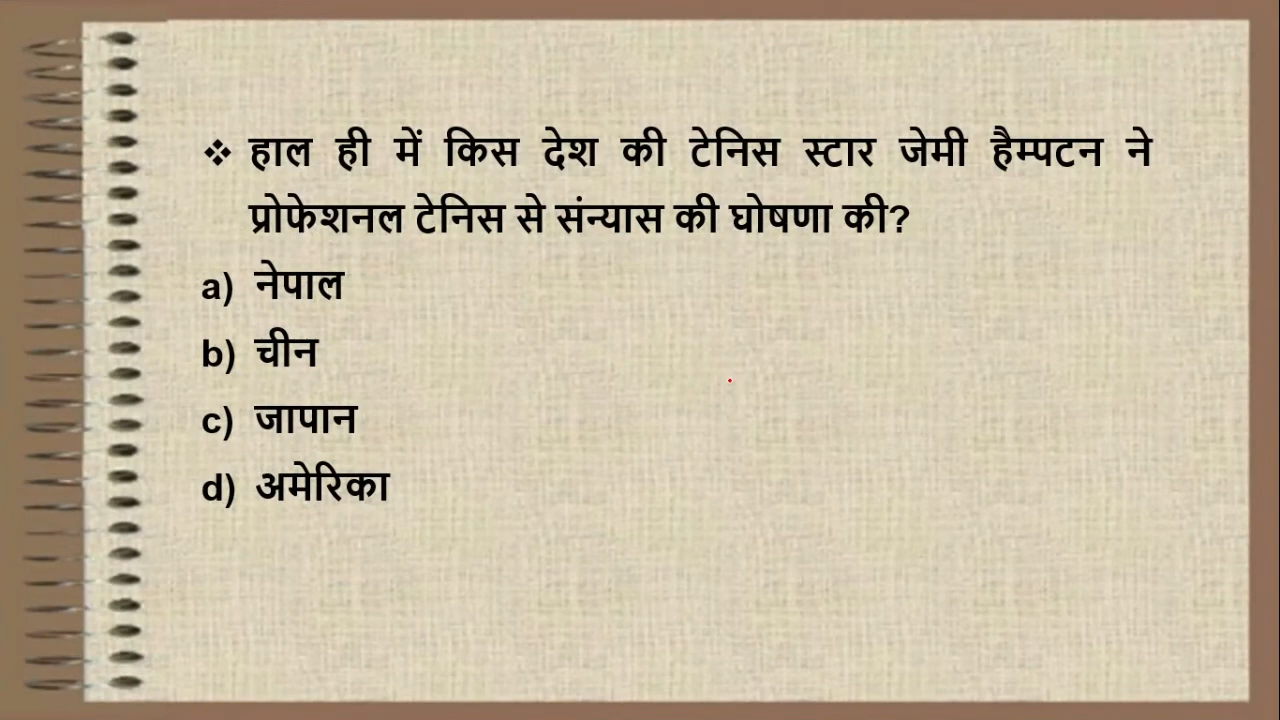 ❖ हाल ही में किस देश की टेनिस स्टार जेमी हैम्पटन ने
प्रोफेशनल टेनिस से संन्यास की घोषणा की?
a) नेपाल
b) चीन
c) जापान
d) अमेरिका